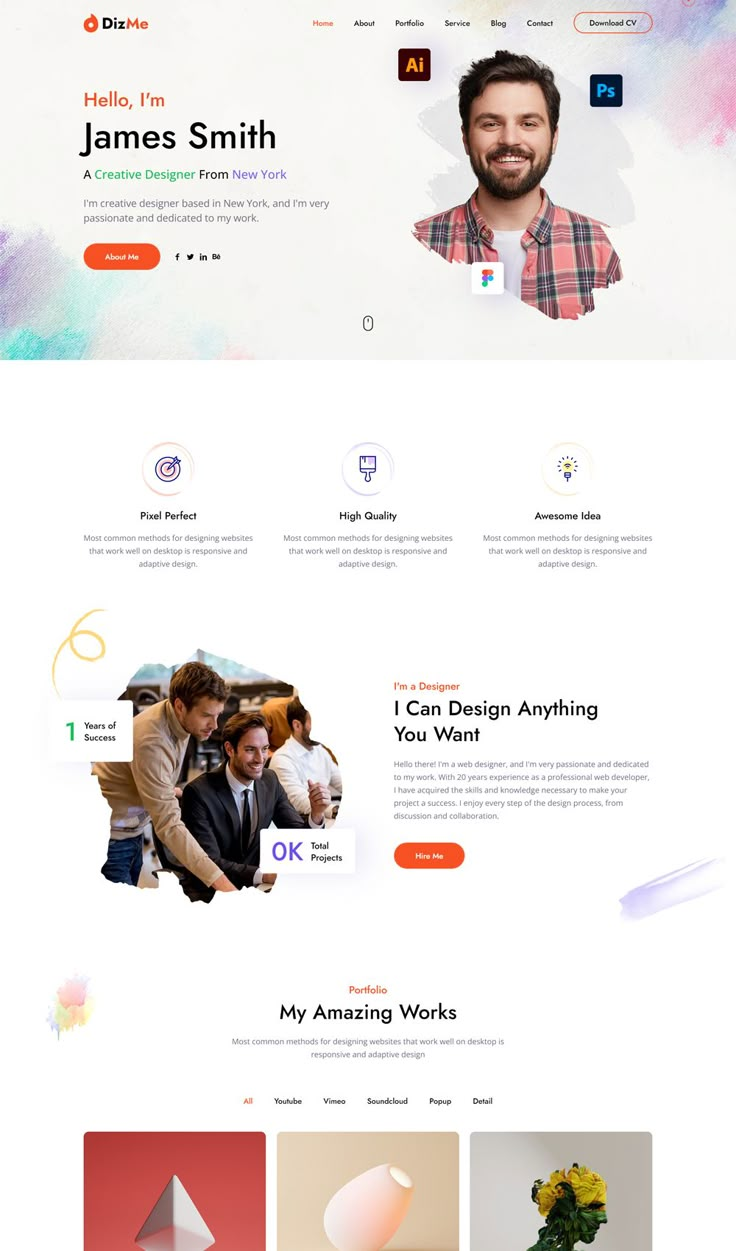 DizMe
Home About Portfolio Service Blog Contact Download CV
Ai
Ps
Hello, I'm
James Smith
A Creative Designer From New York
I'm creative designer based in New York, and I'm very
passionate and dedicated to my work.
About Me
Bē
Pixel Perfect
Most common methods for designing websites
that work well on desktop is responsive and
adaptive design.
High Quality
Most common methods for designing websites
that work well on desktop is responsive and
adaptive design.
Awesome Idea
Most common methods for designing websites
that work well on desktop is responsive and
adaptive design.
1 Years of
Success
0K Total
Projects
I'm a Designer
I Can Design Anything
You Want
Hello there! I'm a web designer, and I'm very passionate and dedicated
to my work. With 20 years experience as a professional web developer,
I have acquired the skills and knowledge necessary to make your
project a success. I enjoy every step of the design process, from
discussion and collaboration.
Hire Me
Portfolio
My Amazing Works
Most common methods for designing websites that work well on desktop is
responsive and adaptive design
All Youtube Vimeo Soundcloud Popup Detail